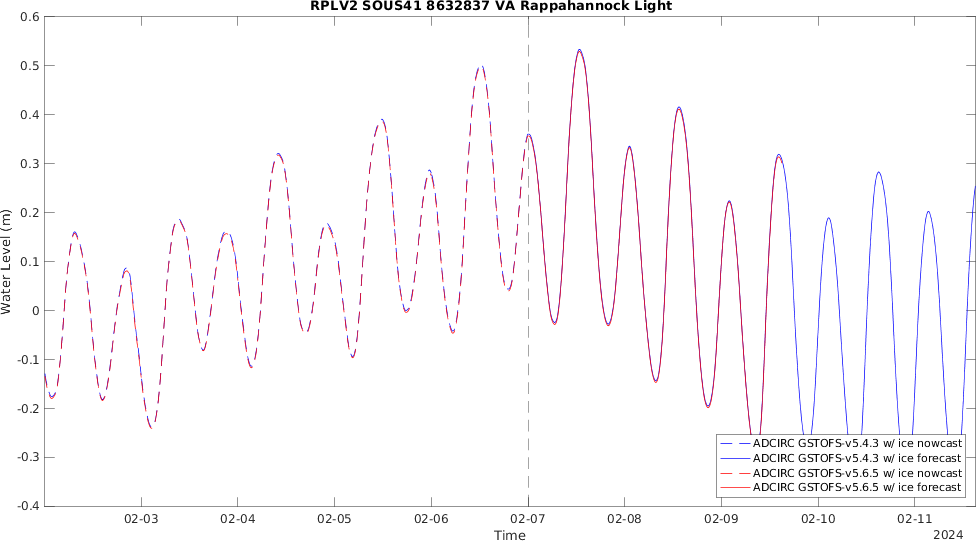 RPLV2 SOUS41 8632837 VA Rappahannock Light
0.6
0.5
0.4
0.3
0.2
0.1
0
-0.1
-0.2
-0.3
-0.4
Water Level (m)
ADCIRC GSTOFS-v5.4.3 w/ ice nowcast
ADCIRC GSTOFS-v5.4.3 w/ ice forecast
ADCIRC GSTOFS-v5.6.5 w/ ice nowcast
ADCIRC GSTOFS-v5.6.5 w/ ice forecast
02-03 02-04 02-05 02-06 02-07 02-08 02-09 02-10 02-11
Time
2024